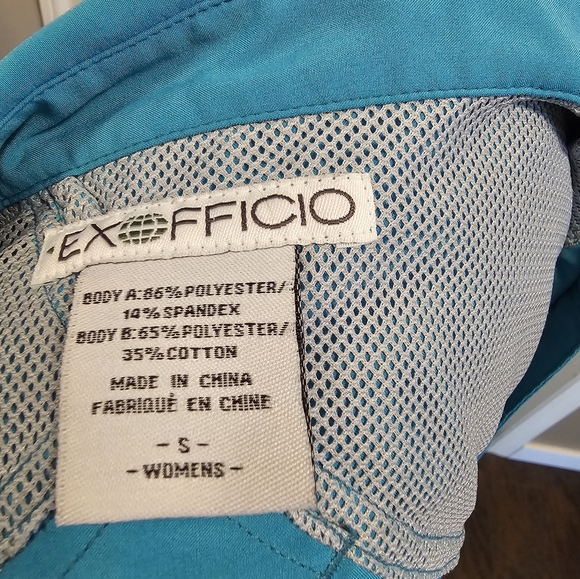 EXOFFICIO
BODY A:86%POLYESTER/
14%SPANDEX
BODY B:65%POLYESTER/
35%COTTON
MADE IN CHINA
FABRIQUÉ EN CHINE
- S -
- WOMENS -